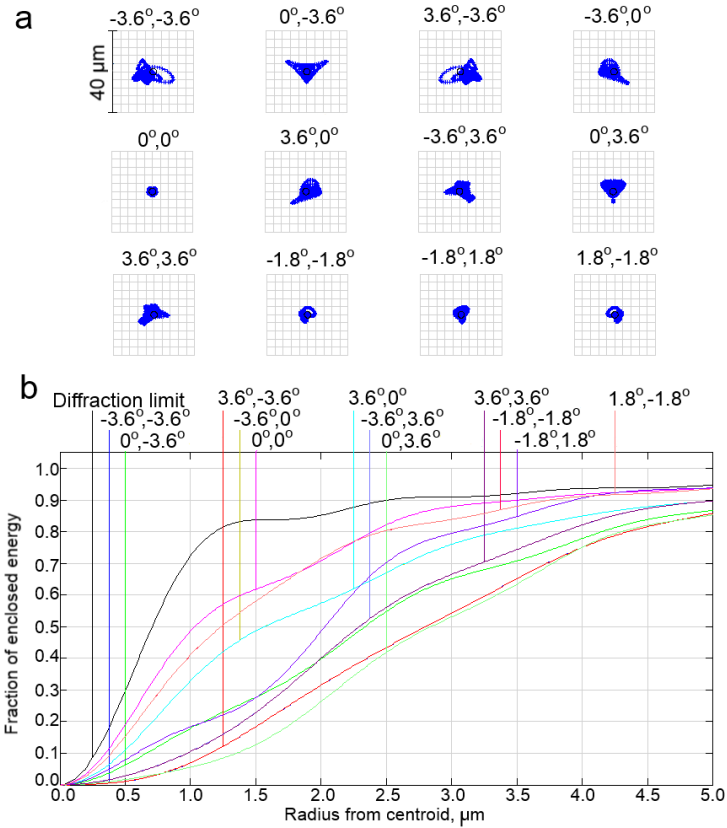 a
-3.6°,-3.6° 0°,-3.6° 3.6°,-3.6° -3.6°,0°
40 µm
0°,0° 3.6°,0° -3.6°,3.6° 0°,3.6°
3.6°,3.6° -1.8°,-1.8° -1.8°,1.8° 1.8°,-1.8°
b
Diffraction limit 3.6°,-3.6° 3.6°,0° 3.6°,3.6° 1.8°,-1.8°
-3.6°,-3.6° -3.6°,0° -3.6°,3.6° -1.8°,-1.8°
0°,-3.6° 0°,0° 0°,3.6° -1.8°,1.8°
Fraction of enclosed energy
1.0
0.9
0.8
0.7
0.6
0.5
0.4
0.3
0.2
0.1
0.0
0.0 0.5 1.0 1.5 2.0 2.5 3.0 3.5 4.0 4.5 5.0
Radius from centroid, µm